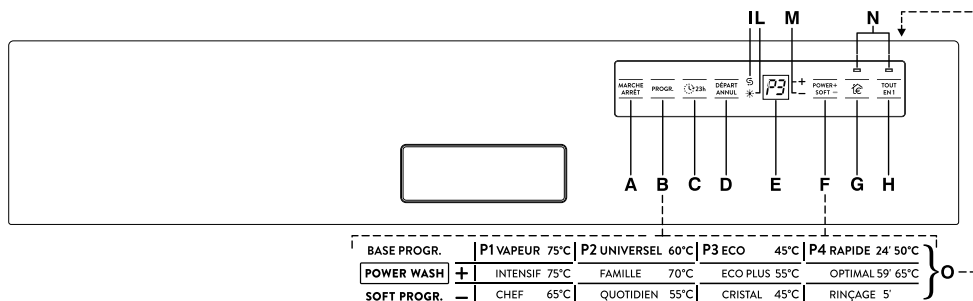 I L M N
MARCHE ARRÊT PROGR. 23h DÉPART ANNUL P3 + − POWER+ SOFT − € TOUT EN 1
A B C D E F G H
BASE PROGR. P1 VAPEUR 75°C P2 UNIVERSEL 60°C P3 ECO 45°C P4 RAPIDE 24' 50°C
POWER WASH + INTENSIF 75°C FAMILLE 70°C ECO PLUS 55°C OPTIMAL 59' 65°C O
SOFT PROGR. − CHEF 65°C QUOTIDIEN 55°C CRISTAL 45°C RINÇAGE 5'